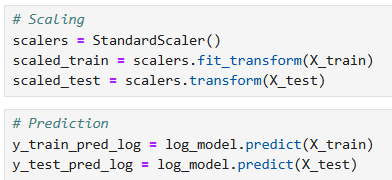 # Scaling
scalers = StandardScaler()
scaled_train = scalers.fit_transform(X_train)
scaled_test = scalers.transform(X_test)
# Prediction
y_train_pred_log = log_model.predict(X_train)
y_test_pred_log = log_model.predict(X_test)